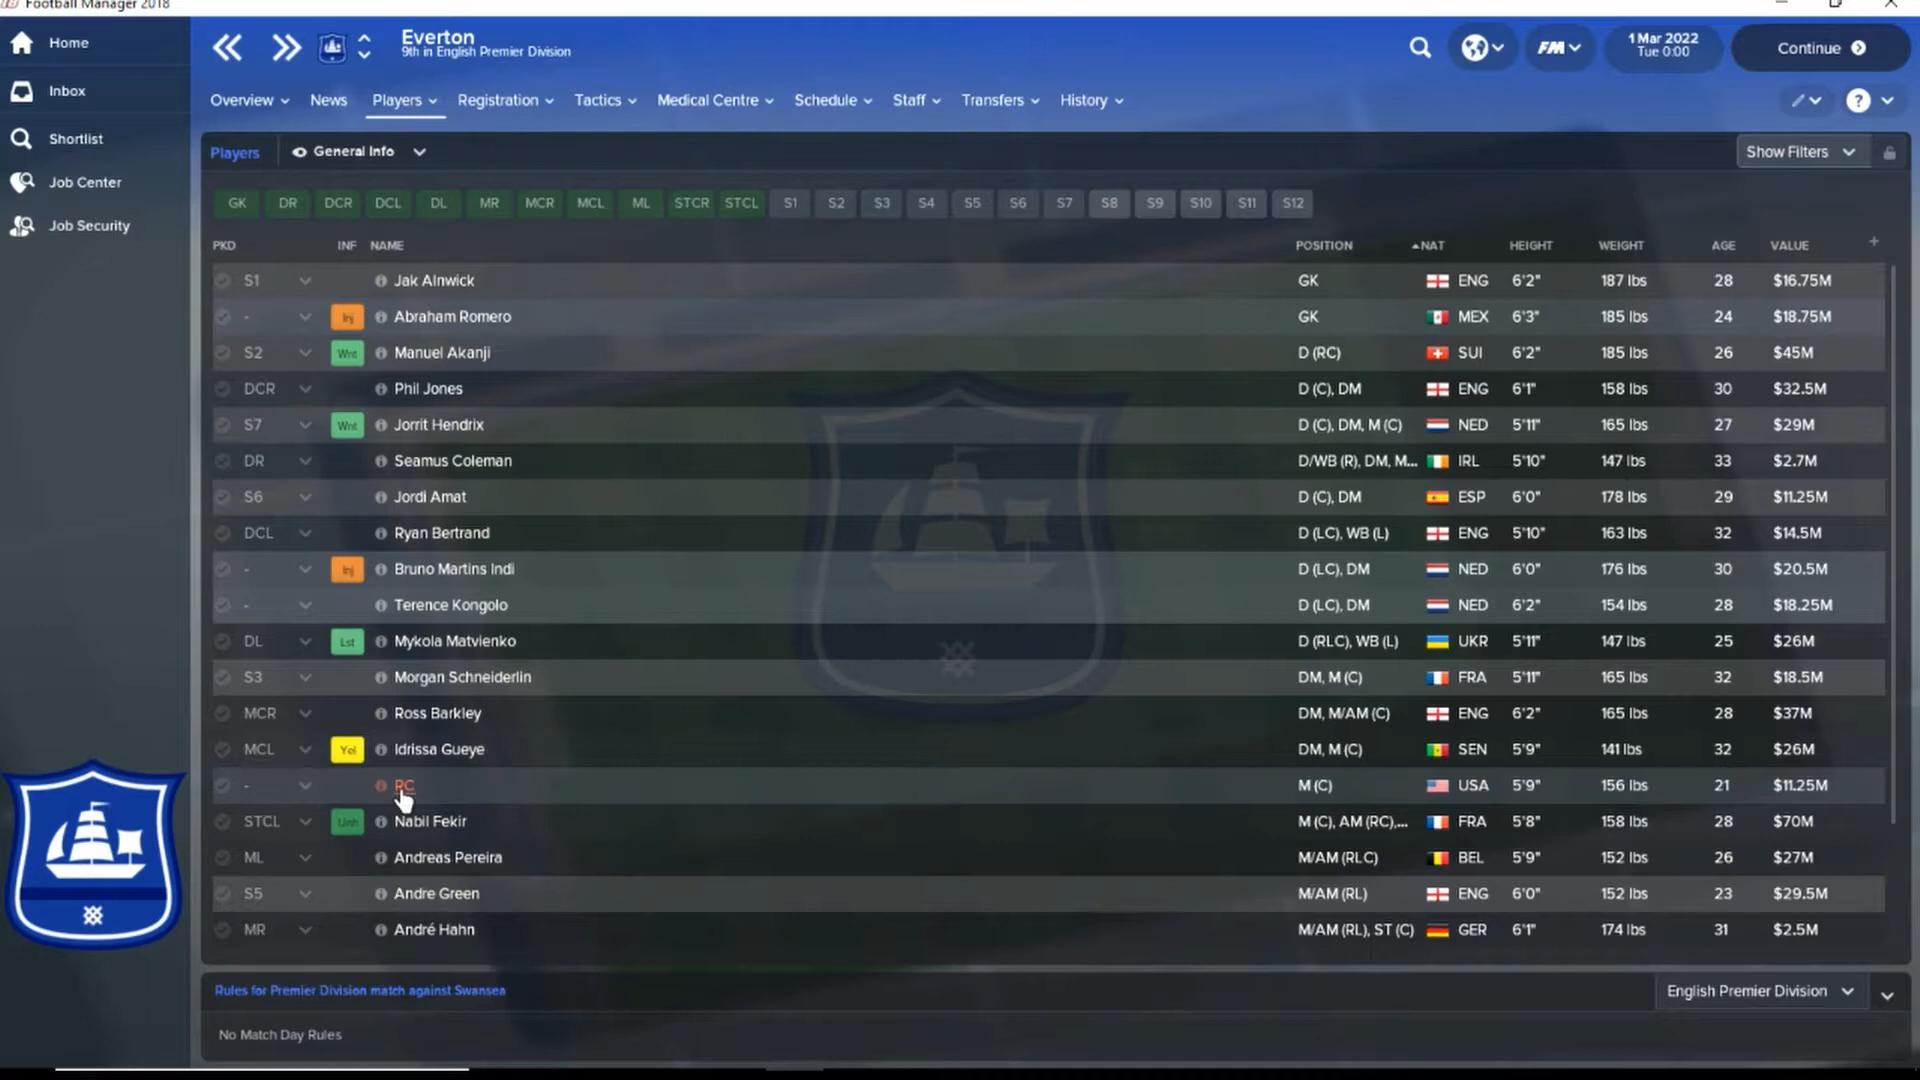 Football Manager 2018
Home
Inbox
Shortlist
Job Center
Job Security
Everton
9th in English Premier Division
FM
1 Mar 2022
Tue 0:00
Continue
Overview News Players Registration Tactics Medical Centre Schedule Staff Transfers History
?
Players General Info Show Filters
GK DR DCR DCL DL MR MCR MCL ML STCR STCL S1 S2 S3 S4 S5 S6 S7 S8 S9 S10 S11 S12
PKD INF NAME POSITION NAT HEIGHT WEIGHT AGE VALUE +
S1 Jak Alnwick GK ENG 6'2" 187 lbs 28 $16.75M
- Inj Abraham Romero GK MEX 6'3" 185 lbs 24 $18.75M
S2 Wnt Manuel Akanji D (RC) SUI 6'2" 185 lbs 26 $45M
DCR Phil Jones D (C), DM ENG 6'1" 158 lbs 30 $32.5M
S7 Wnt Jorrit Hendrix D (C), DM, M (C) NED 5'11" 165 lbs 27 $29M
DR Seamus Coleman D/WB (R), DM, M... IRL 5'10" 147 lbs 33 $2.7M
S6 Jordi Amat D (C), DM ESP 6'0" 178 lbs 29 $11.25M
DCL Ryan Bertrand D (LC), WB (L) ENG 5'10" 163 lbs 32 $14.5M
- Inj Bruno Martins Indi D (LC), DM NED 6'0" 176 lbs 30 $20.5M
- Terence Kongolo D (LC), DM NED 6'2" 154 lbs 28 $18.25M
DL Lst Mykola Matvienko D (RLC), WB (L) UKR 5'11" 147 lbs 25 $26M
S3 Morgan Schneiderlin DM, M (C) FRA 5'11" 165 lbs 32 $18.5M
MCR Ross Barkley DM, M/AM (C) ENG 6'2" 165 lbs 28 $37M
MCL Yel Idrissa Gueye DM, M (C) SEN 5'9" 141 lbs 32 $26M
- RC M (C) USA 5'9" 156 lbs 21 $11.25M
STCL Unh Nabil Fekir M (C), AM (RC),... FRA 5'8" 158 lbs 28 $70M
ML Andreas Pereira M/AM (RLC) BEL 5'9" 152 lbs 26 $27M
S5 Andre Green M/AM (RL) ENG 6'0" 152 lbs 23 $29.5M
MR André Hahn M/AM (RL), ST (C) GER 6'1" 174 lbs 31 $2.5M
Rules for Premier Division match against Swansea English Premier Division
No Match Day Rules